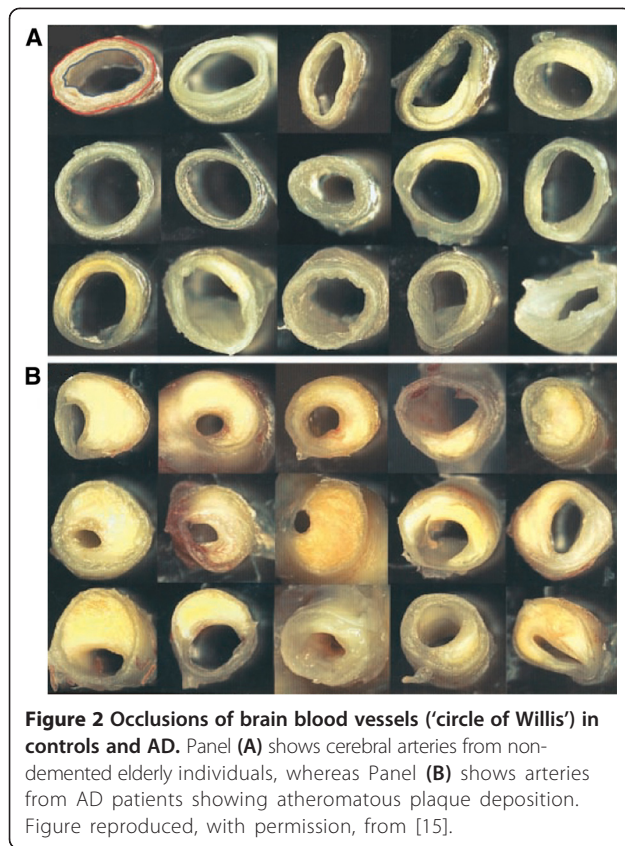 A
B
Figure 2 Occlusions of brain blood vessels (‘circle of Willis’) in
controls and AD. Panel (A) shows cerebral arteries from non-
demented elderly individuals, whereas Panel (B) shows arteries
from AD patients showing atheromatous plaque deposition.
Figure reproduced, with permission, from [15].